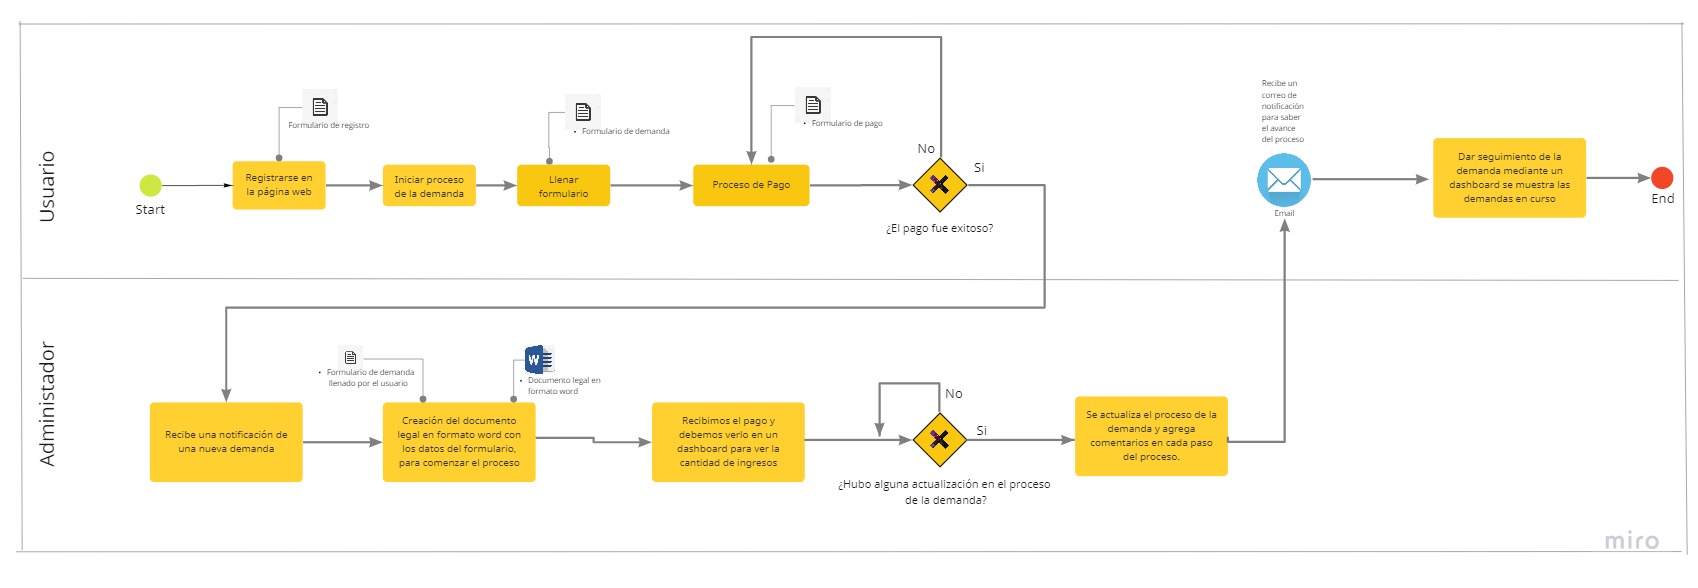 Usuario
Start
Registrarse en
la página web
Formulario de registro
Iniciar proceso
de la demanda
Llenar
formulario
• Formulario de demanda
Proceso de Pago
• Formulario de pago
No
Si
¿El pago fue exitoso?
Recibe un
correo de
notificación
para saber
el avance
del proceso
Email
Dar seguimiento de la
demanda mediante un
dashboard se muestra las
demandas en curso
End
Administador
Recibe una notificación de
una nueva demanda
• Formulario de demanda
llenado por el usuario
W
• Documento legal en
formato word
Creación del documento
legal en formato word con
los datos del formulario,
para comenzar el proceso
Recibimos el pago y
debemos verlo en un
dashboard para ver la
cantidad de ingresos
No
Si
¿Hubo alguna actualización en el proceso
de la demanda?
Se actualiza el proceso de la
demanda y agrega
comentarios en cada paso
del proceso.
miro